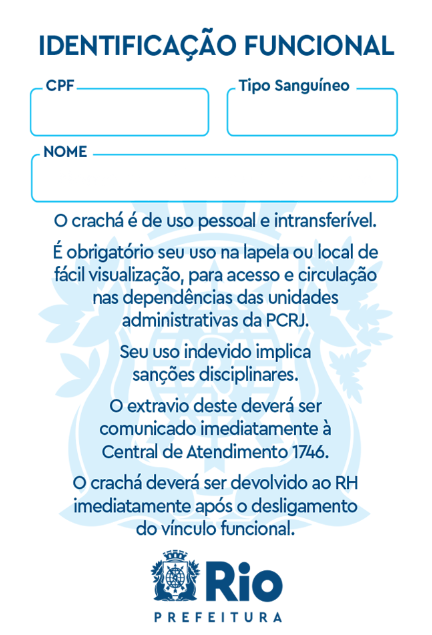 IDENTIFICAÇÃO FUNCIONAL
CPF
Tipo Sanguíneo
NOME
O crachá é de uso pessoal e intransferível.
É obrigatório seu uso na lapela ou local de
fácil visualização, para acesso e circulação
nas dependências das unidades
administrativas da PCRJ.
Seu uso indevido implica
sanções disciplinares.
O extravio deste deverá ser
comunicado imediatamente à
Central de Atendimento 1746.
O crachá deverá ser devolvido ao RH
imediatamente após o desligamento
do vínculo funcional.
Rio
PREFEITURA